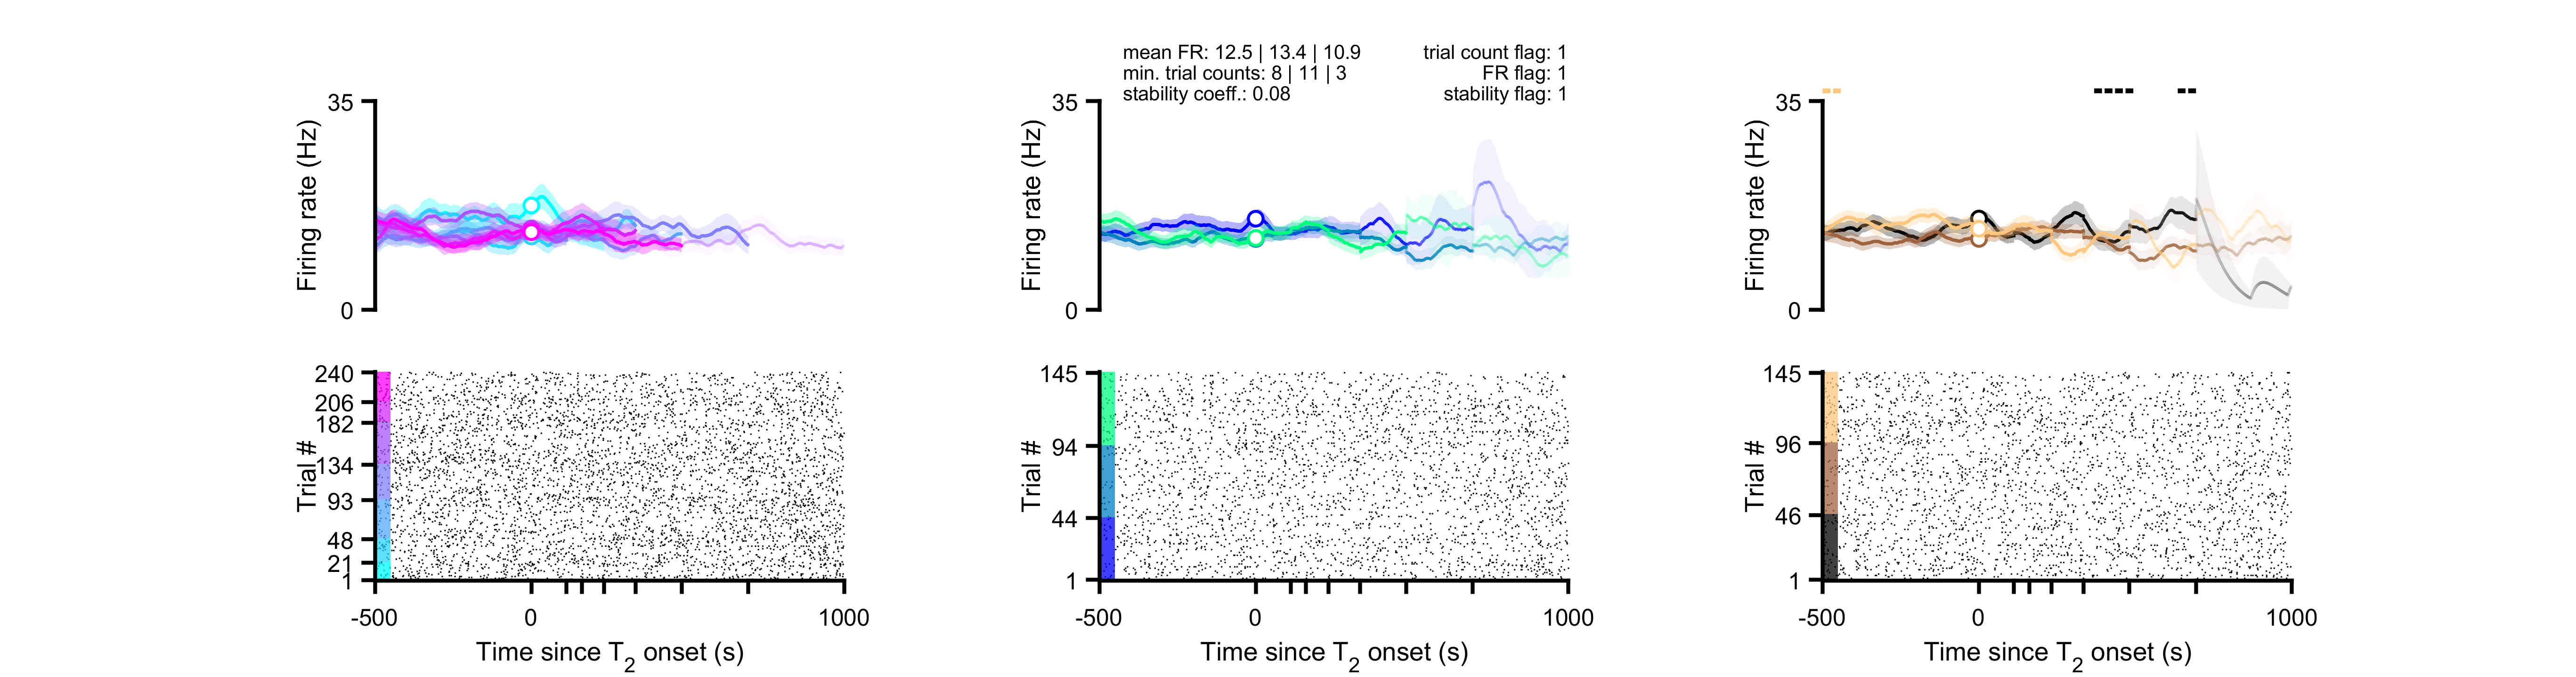 mean FR: 12.5 | 13.4 | 10.9
min. trial counts: 8 | 11 | 3
stability coeff.: 0.08
trial count flag: 1
FR flag: 1
stability flag: 1
35
0
Firing rate (Hz)
35
0
Firing rate (Hz)
35
0
Firing rate (Hz)
240
206
182
134
93
48
21
1
Trial #
-500
0
1000
Time since T2 onset (s)
145
94
44
1
Trial #
-500
0
1000
Time since T2 onset (s)
145
96
46
1
Trial #
-500
0
1000
Time since T2 onset (s)